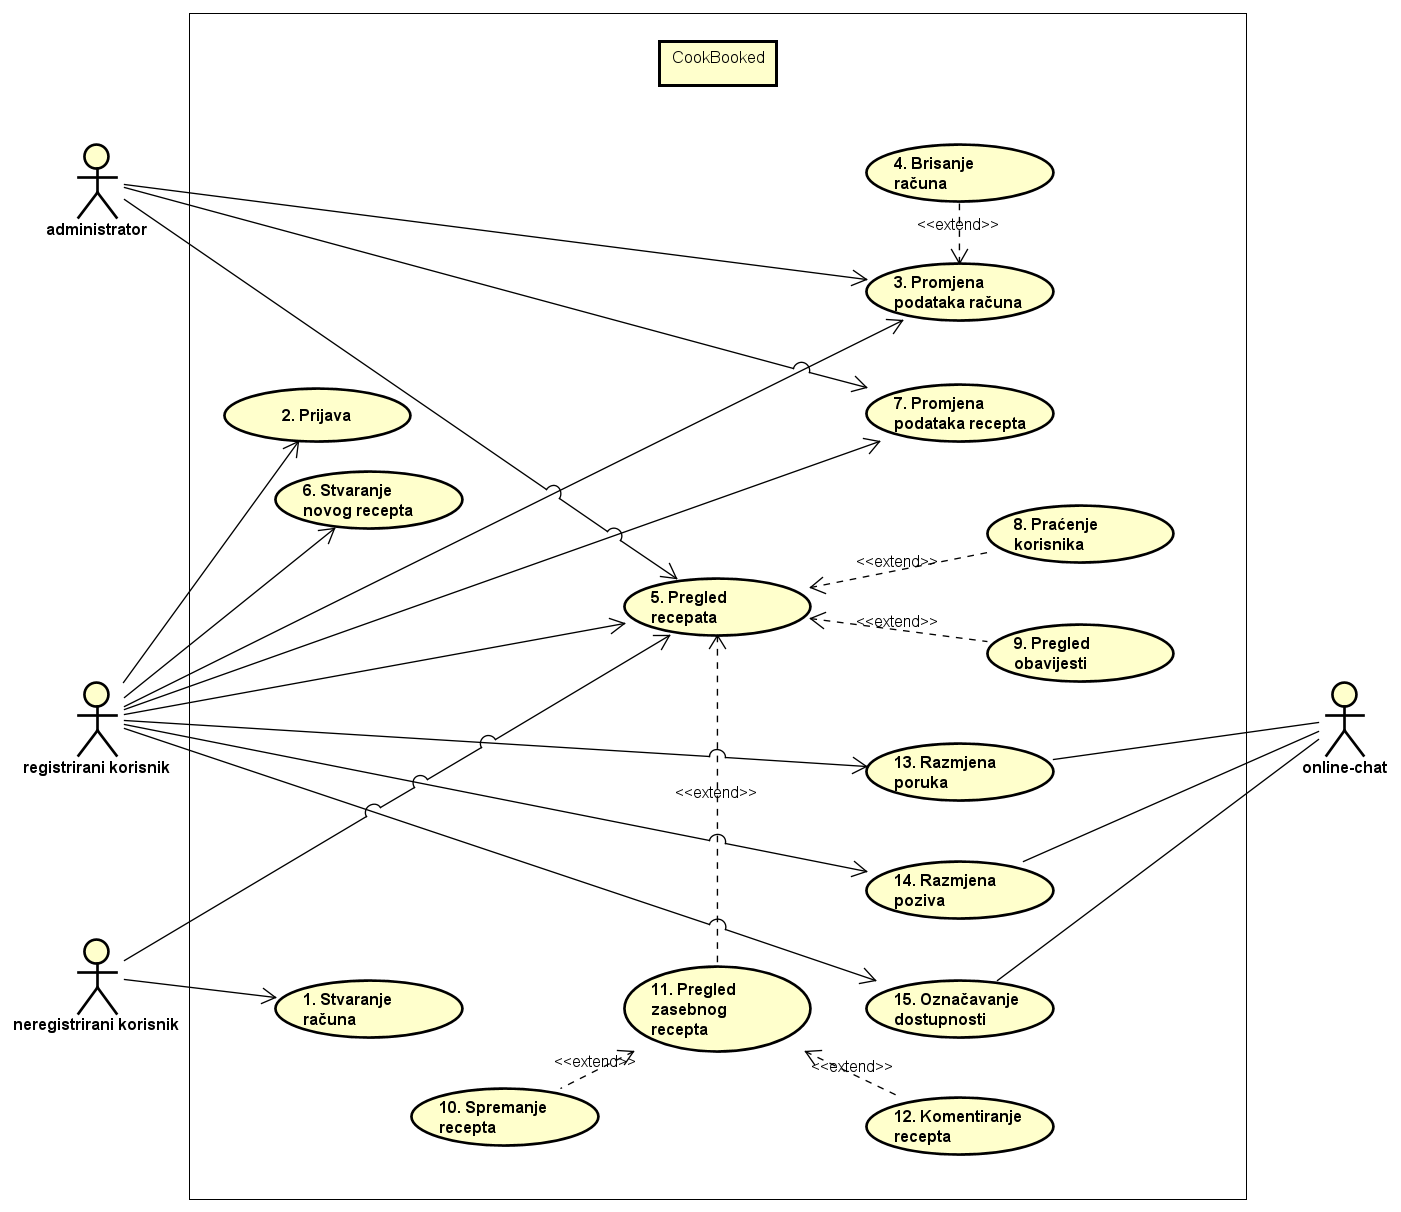 CookBooked
4. Brisanje
računa
<<extend>>
administrator
3. Promjena
podataka računa
7. Promjena
podataka recepta
2. Prijava
6. Stvaranje
novog recepta
8. Praćenje
korisnika
<<extend>>
5. Pregled
recepata
<<extend>>
9. Pregled
obavijesti
registrirani korisnik
13. Razmjena
poruka
online-chat
<<extend>>
14. Razmjena
poziva
neregistrirani korisnik
1. Stvaranje
računa
11. Pregled
zasebnog
recepta
15. Označavanje
dostupnosti
<<extend>>
<<extend>>
10. Spremanje
recepta
12. Komentiranje
recepta